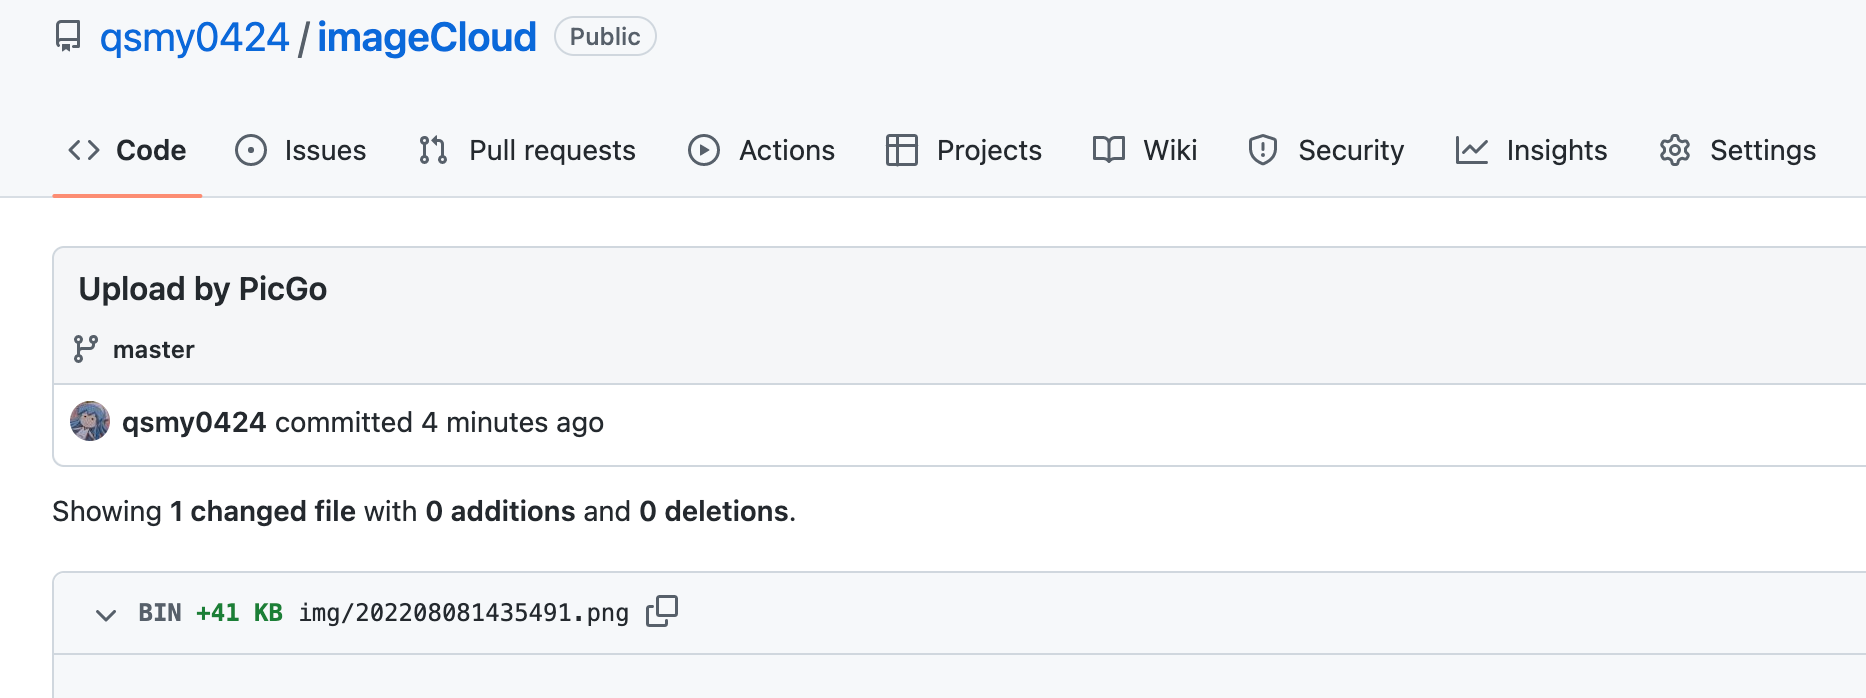 qsmy0424 / imageCloud Public
Code Issues Pull requests Actions Projects Wiki Security Insights Settings
Upload by PicGo
master
qsmy0424 committed 4 minutes ago
Showing 1 changed file with 0 additions and 0 deletions.
BIN +41 KB img/202208081435491.png